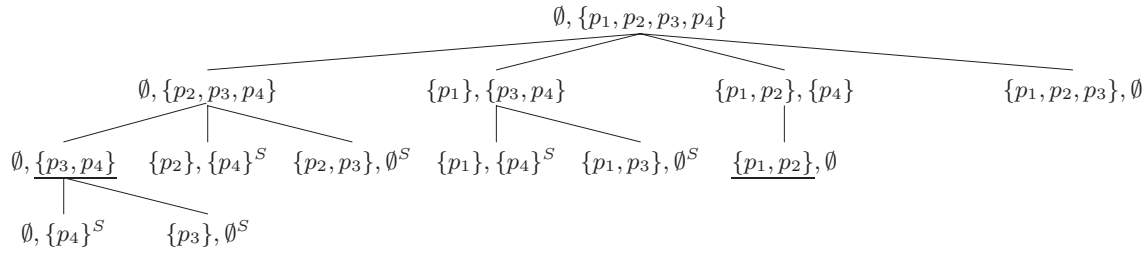 ∅, {p₁, p₂, p₃, p₄}
∅, {p₂, p₃, p₄} {p₁}, {p₃, p₄} {p₁, p₂}, {p₄} {p₁, p₂, p₃}, ∅
∅, {p₃, p₄} {p₂}, {p₄}ˢ {p₂, p₃}, ∅ˢ {p₁}, {p₄}ˢ {p₁, p₃}, ∅ˢ {p₁, p₂}, ∅
∅, {p₄}ˢ {p₃}, ∅ˢ